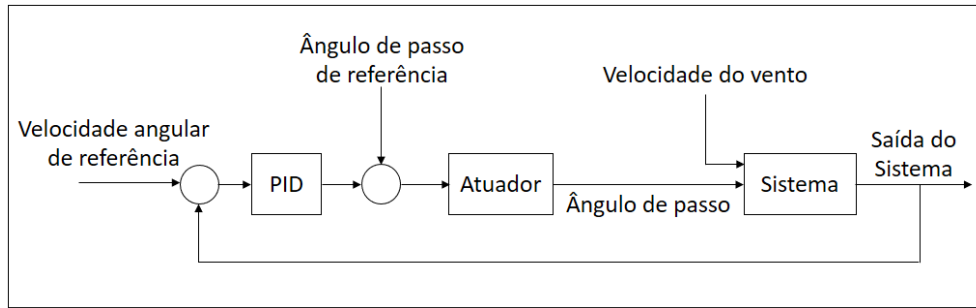 Ângulo de passo
de referência
Velocidade do vento
Velocidade angular
de referência
Saída do
Sistema
PID
Atuador
Sistema
Ângulo de passo